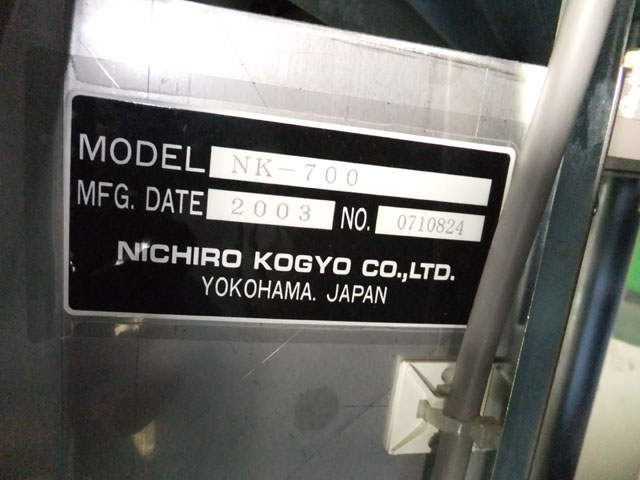 MODEL NK-700
MFG. DATE 2003 NO. 0710824
NICHIRO KOGYO CO.,LTD.
YOKOHAMA. JAPAN